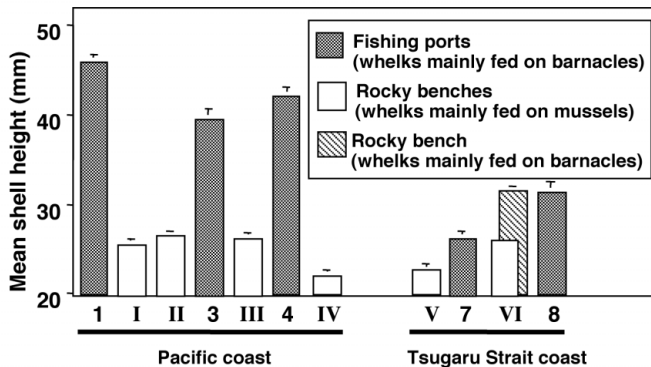 Mean shell height (mm)
50
40
30
20
Fishing ports
(whelks mainly fed on barnacles)
Rocky benches
(whelks mainly fed on mussels)
Rocky bench
(whelks mainly fed on barnacles)
1 I II 3 III 4 IV V 7 VI 8
Pacific coast Tsugaru Strait coast